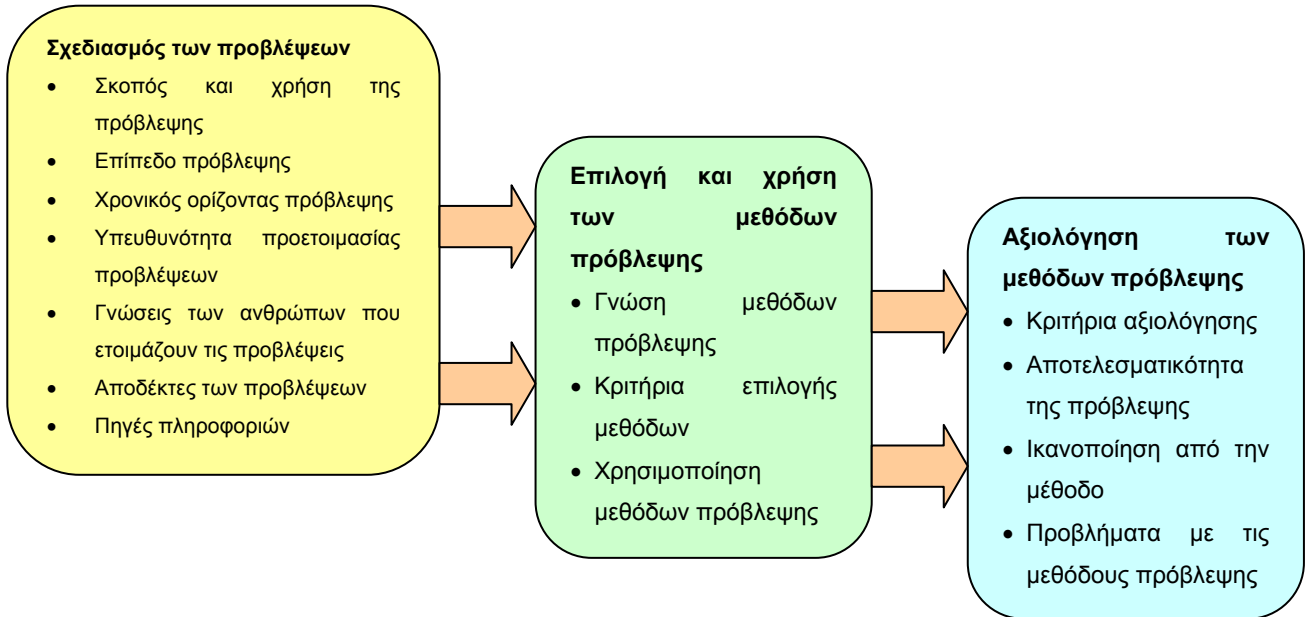 Σχεδιασμός των προβλέψεων
• Σκοπός και χρήση της
πρόβλεψης
• Επίπεδο πρόβλεψης
• Χρονικός ορίζοντας πρόβλεψης
• Υπευθυνότητα προετοιμασίας
προβλέψεων
• Γνώσεις των ανθρώπων που
ετοιμάζουν τις προβλέψεις
• Αποδέκτες των προβλέψεων
• Πηγές πληροφοριών
Επιλογή και χρήση
των μεθόδων
πρόβλεψης
• Γνώση μεθόδων
πρόβλεψης
• Κριτήρια επιλογής
μεθόδων
• Χρησιμοποίηση
μεθόδων πρόβλεψης
Αξιολόγηση των
μεθόδων πρόβλεψης
• Κριτήρια αξιολόγησης
• Αποτελεσματικότητα
της πρόβλεψης
• Ικανοποίηση από την
μέθοδο
• Προβλήματα με τις
μεθόδους πρόβλεψης